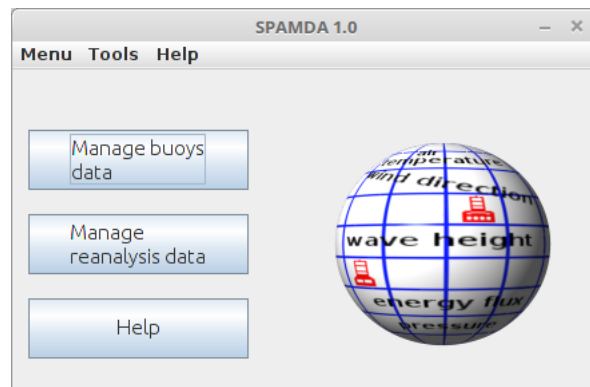 SPAMDA 1.0
Menu Tools Help
Manage buoys
data
Manage
reanalysis data
Help
air
temperature
wind direction
wave height
energy flux
pressure